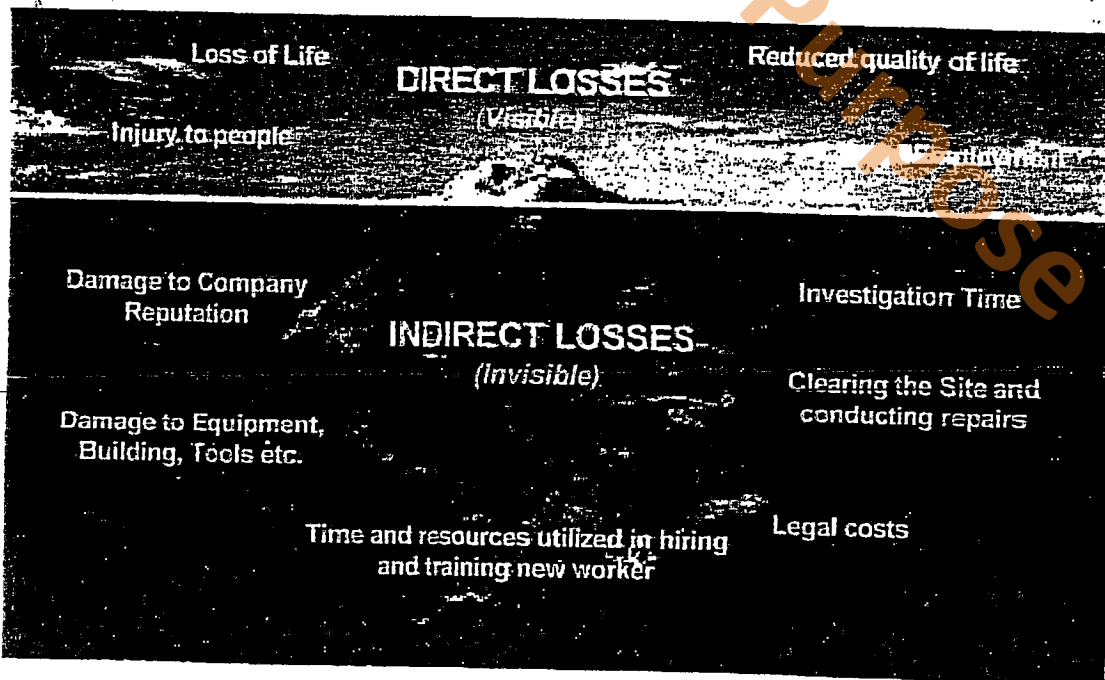 Loss of Life
Reduced quality of life
DIRECT LOSSES
(Visible)
Injury to people
Purpose
Damage to Company
Reputation
Investigation Time
INDIRECT LOSSES
(Invisible)
Clearing the Site and
conducting repairs
Damage to Equipment,
Building, Tools etc.
Legal costs
Time and resources utilized in hiring
and training new worker